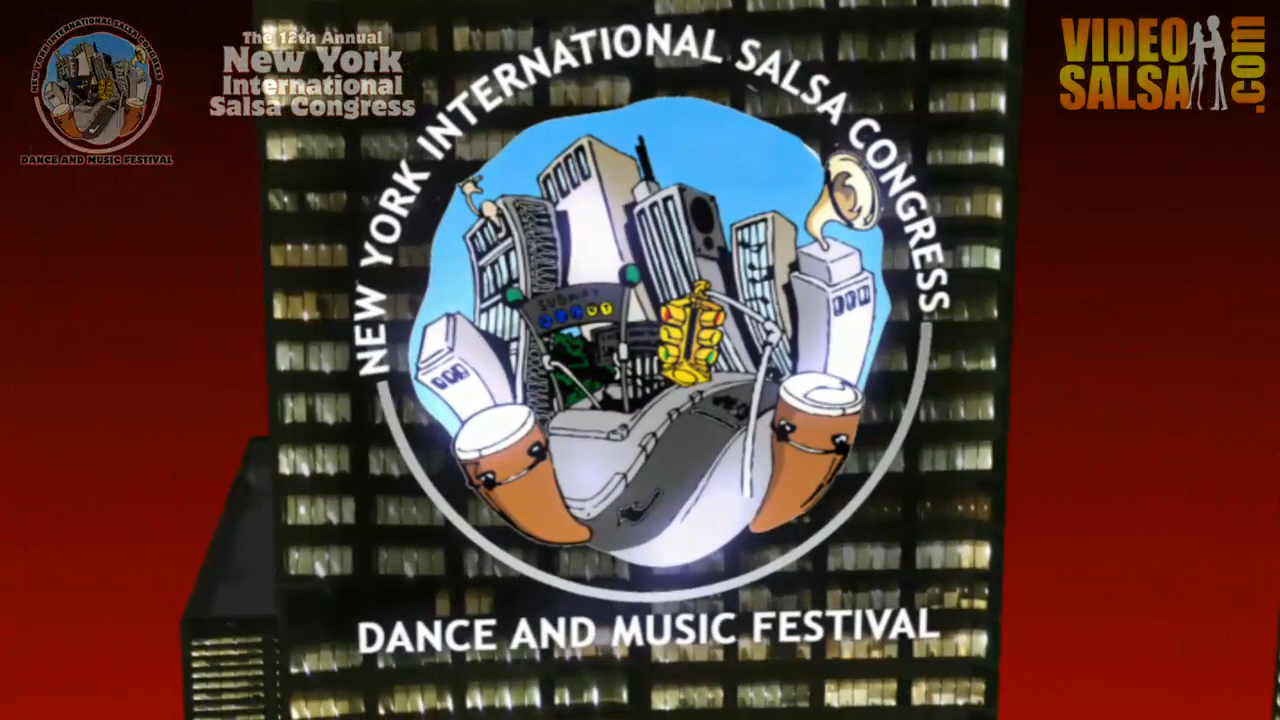 NEW YORK INTERNATIONAL SALSA CONGRESS
DANCE AND MUSIC FESTIVAL
The 12th Annual
New York
International
Salsa Congress
VIDEO
SALSA
.com
NEW YORK INTERNATIONAL SALSA CONGRESS
SUBWAY
DANCE AND MUSIC FESTIVAL